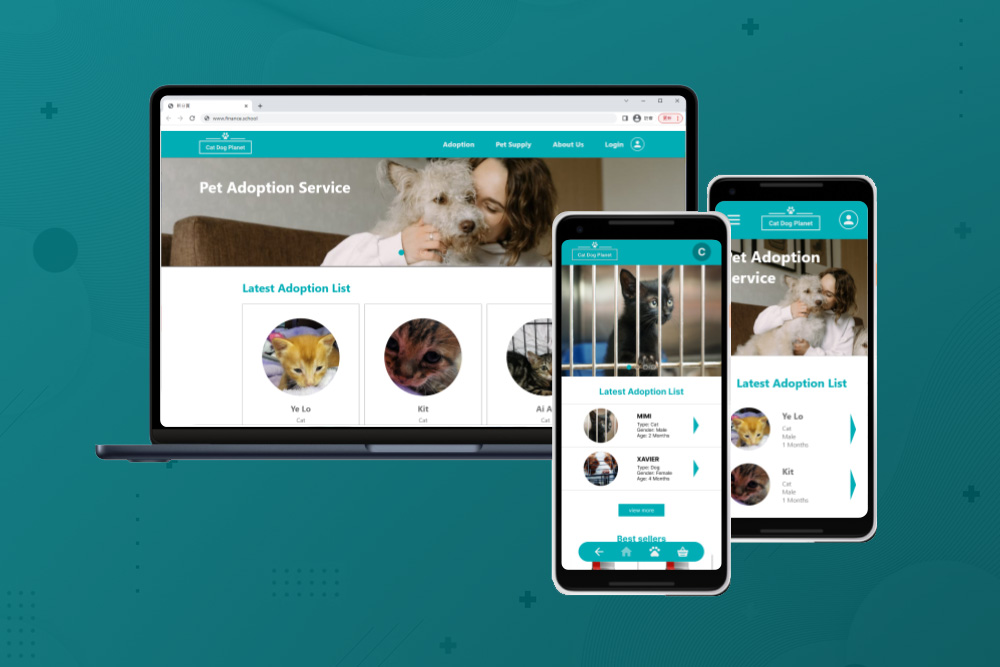 www.finance.school
Cat Dog Planet
Adoption
Pet Supply
About Us
Login
Pet Adoption Service
Latest Adoption List
Ye Lo
Cat
Kit
Cat
Ai A
Cat
Cat Dog Planet
C
Latest Adoption List
MIMI
Type: Cat
Gender: Male
Age: 2 Months
XAVIER
Type: Dog
Gender: Female
Age: 4 Months
view more
Best sellers
Cat Dog Planet
et Adoption
ervice
Latest Adoption List
Ye Lo
Cat
Male
1 Months
Kit
Cat
Male
1 Months